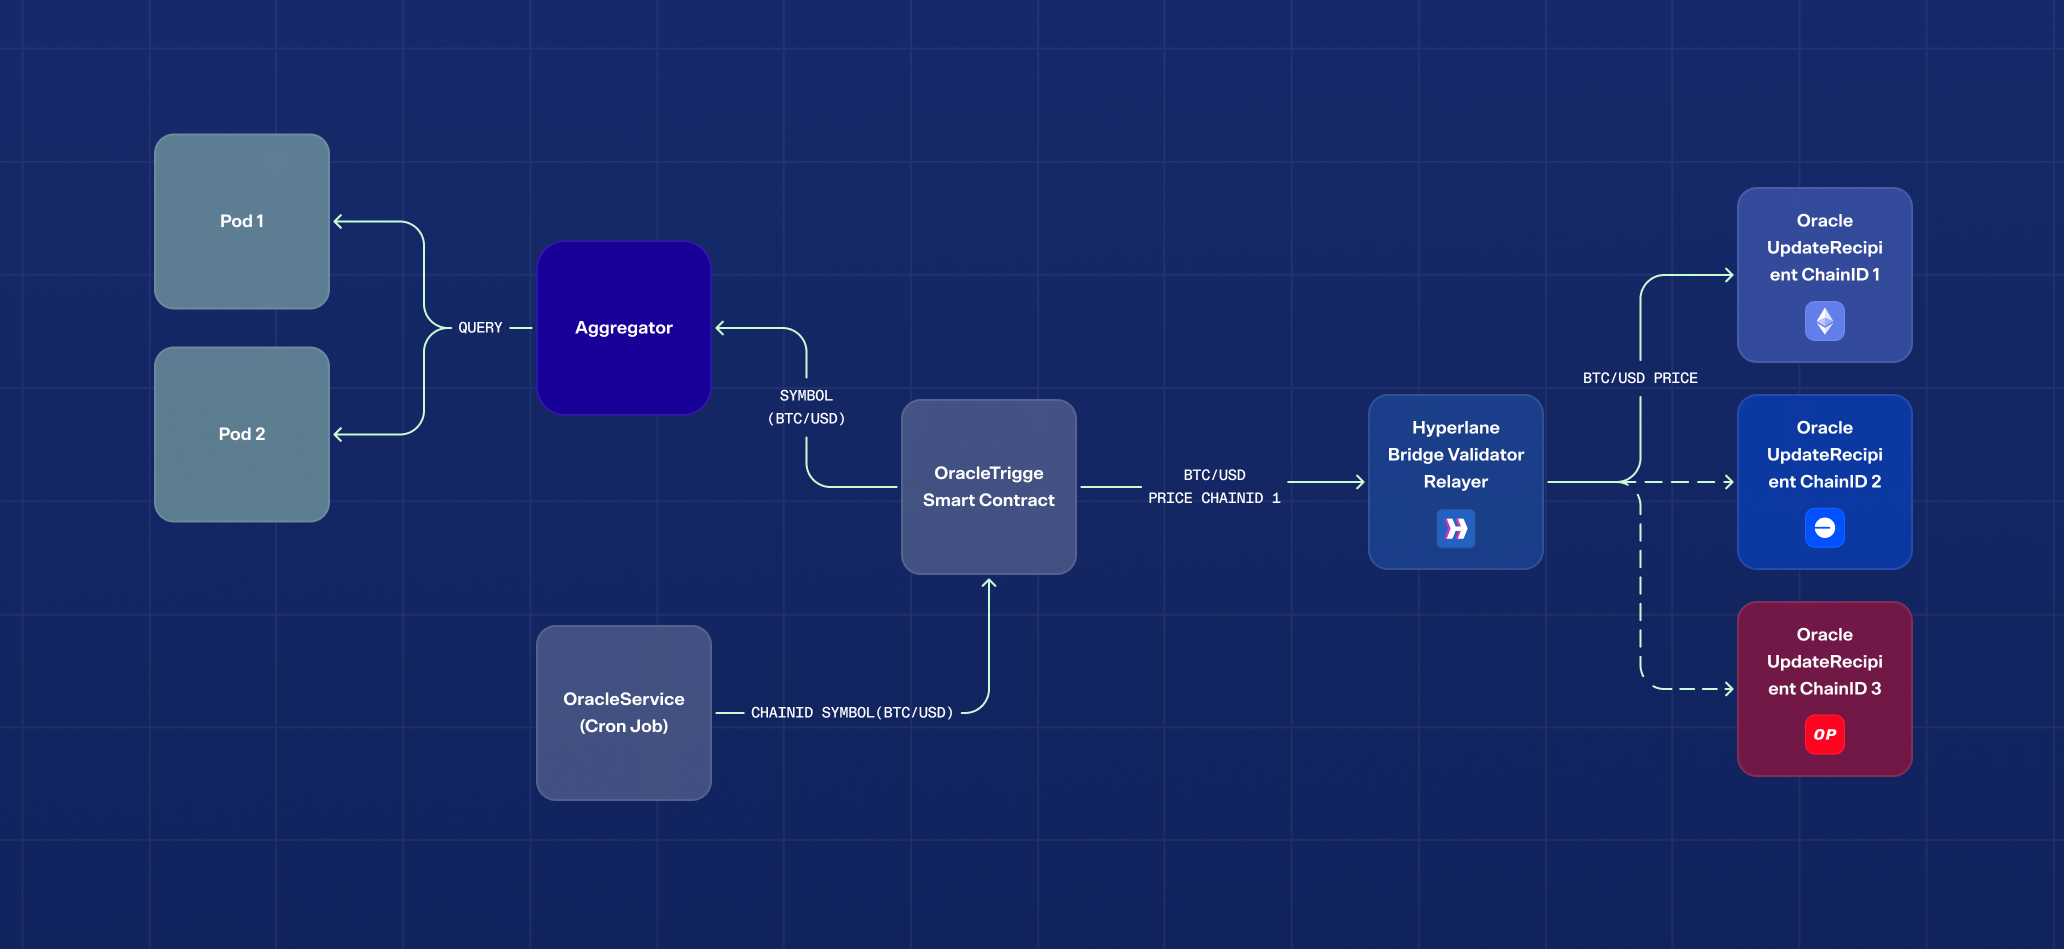 Pod 1
Pod 2
QUERY
Aggregator
SYMBOL
(BTC/USD)
OracleTrigge
Smart Contract
OracleService
(Cron Job)
CHAINID SYMBOL(BTC/USD)
BTC/USD
PRICE CHAINID 1
Hyperlane
Bridge Validator
Relayer
BTC/USD PRICE
Oracle
UpdateRecipi
ent ChainID 1
Oracle
UpdateRecipi
ent ChainID 2
Oracle
UpdateRecipi
ent ChainID 3
OP